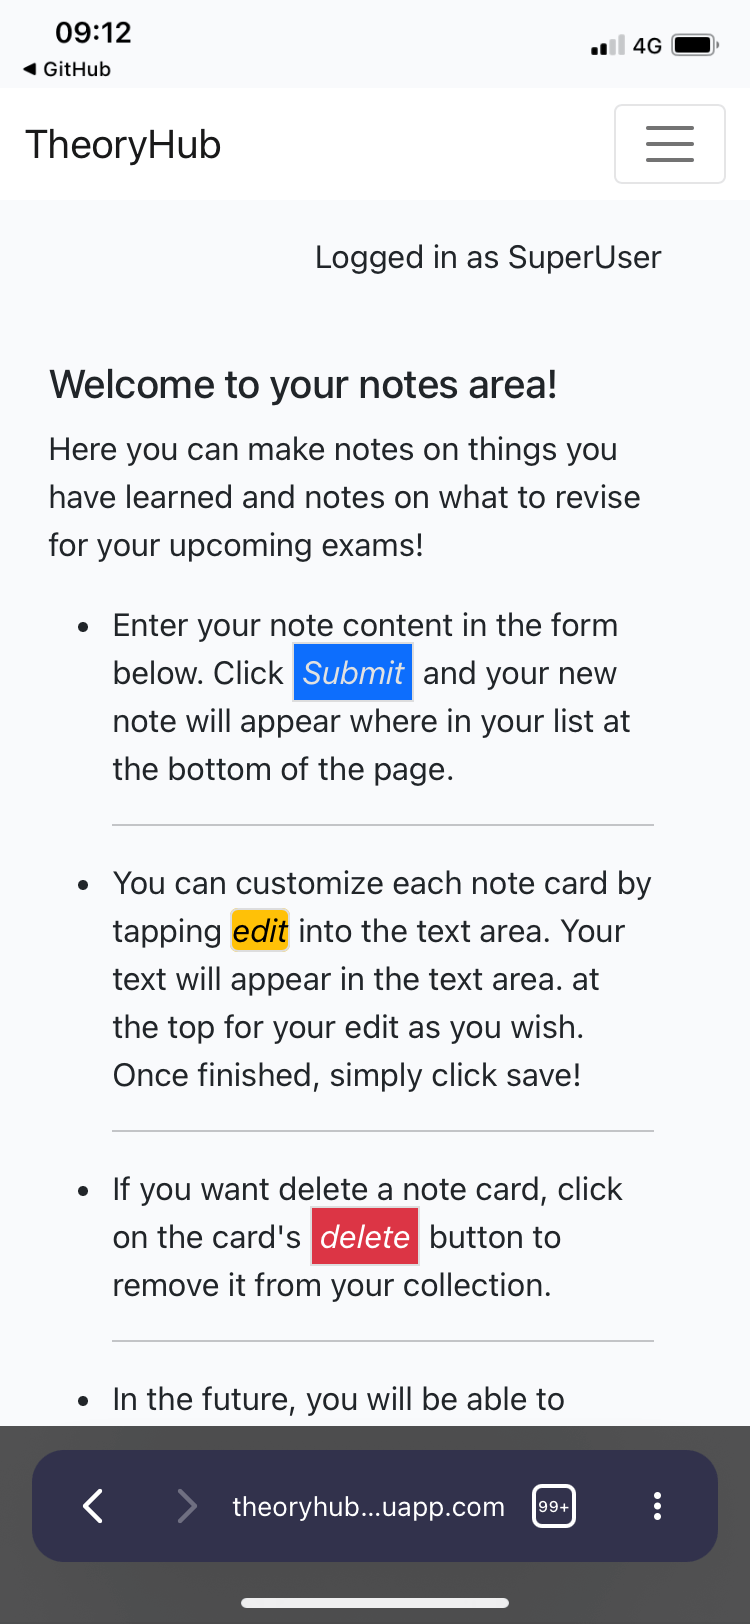 09:12
4G
◀ GitHub
TheoryHub
Logged in as SuperUser
Welcome to your notes area!
Here you can make notes on things you
have learned and notes on what to revise
for your upcoming exams!
• Enter your note content in the form
below. Click Submit and your new
note will appear where in your list at
the bottom of the page.
• You can customize each note card by
tapping edit into the text area. Your
text will appear in the text area. at
the top for your edit as you wish.
Once finished, simply click save!
• If you want delete a note card, click
on the card's delete button to
remove it from your collection.
• In the future, you will be able to
theoryhub...uapp.com
99+